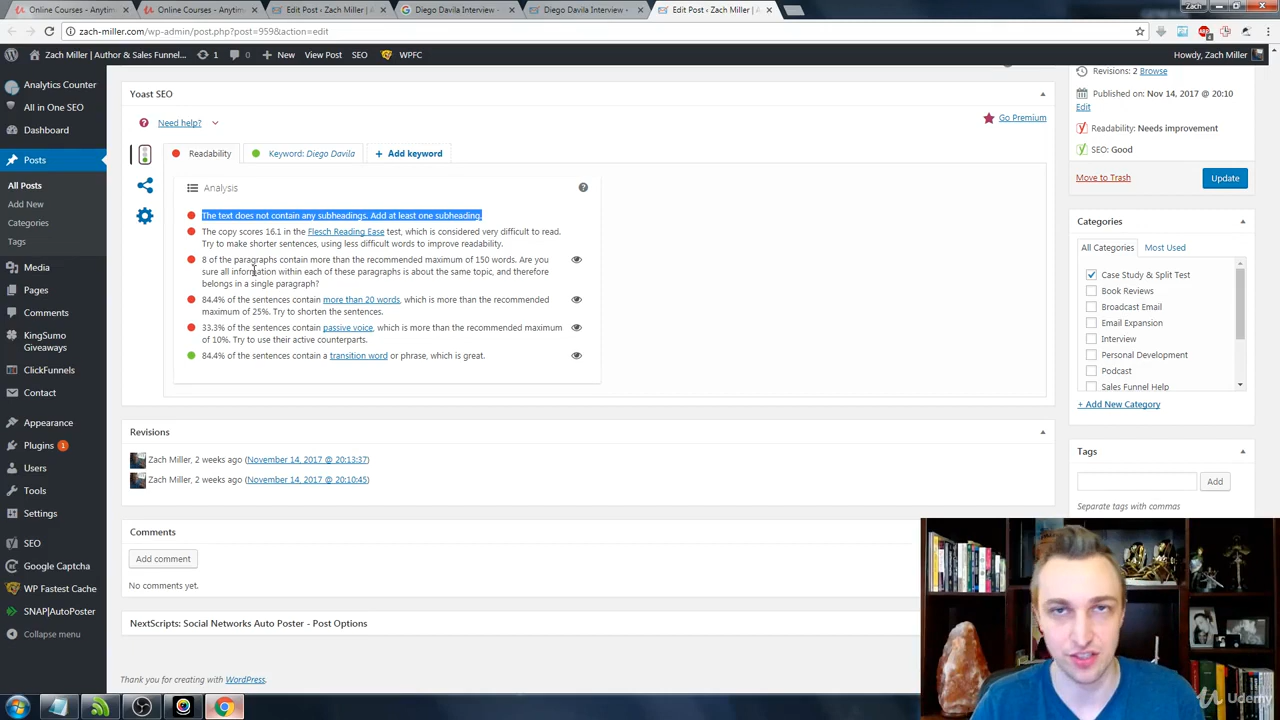 Online Courses - Anytim
Online Courses - Anytim
Edit Post ‹ Zach Miller |
Diego Davila Interview -
Diego Davila Interview -
Edit Post ‹ Zach Miller |
Zach
zach-miller.com/wp-admin/post.php?post=959&action=edit
Zach Miller | Author & Sales Funnel...
1
0
New
View Post
SEO
WPFC
Howdy, Zach Miller
Analytics Counter
All in One SEO
Dashboard
Posts
All Posts
Add New
Categories
Tags
Media
Pages
Comments
KingSumo
Giveaways
ClickFunnels
Contact
Appearance
Plugins 1
Users
Tools
Settings
SEO
Google Captcha
WP Fastest Cache
SNAP|AutoPoster
Collapse menu
Yoast SEO
Need help?
Go Premium
Readability
Keyword: Diego Davila
Add keyword
Analysis
The text does not contain any subheadings. Add at least one subheading.
The copy scores 16.1 in the Flesch Reading Ease test, which is considered very difficult to read.
Try to make shorter sentences, using less difficult words to improve readability.
8 of the paragraphs contain more than the recommended maximum of 150 words. Are you
sure all information within each of these paragraphs is about the same topic, and therefore
belongs in a single paragraph?
84.4% of the sentences contain more than 20 words, which is more than the recommended
maximum of 25%. Try to shorten the sentences.
33.3% of the sentences contain passive voice, which is more than the recommended maximum
of 10%. Try to use their active counterparts.
84.4% of the sentences contain a transition word or phrase, which is great.
Revisions
Zach Miller, 2 weeks ago (November 14, 2017 @ 20:13:37)
Zach Miller, 2 weeks ago (November 14, 2017 @ 20:10:45)
Comments
Add comment
No comments yet.
NextScripts: Social Networks Auto Poster - Post Options
Thank you for creating with WordPress.
Revisions: 2 Browse
Published on: Nov 14, 2017 @ 20:10
Edit
Readability: Needs improvement
SEO: Good
Move to Trash
Update
Categories
All Categories
Most Used
Case Study & Split Test
Book Reviews
Broadcast Email
Email Expansion
Interview
Personal Development
Podcast
Sales Funnel Help
+ Add New Category
Tags
Add
Separate tags with commas
Udemy